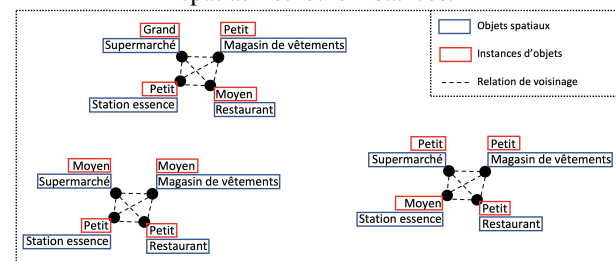 Grand
Petit
Supermarché
Magasin de vêtements
Petit
Moyen
Station essence
Restaurant
Objets spatiaux
Instances d'objets
Relation de voisinage
Moyen
Moyen
Supermarché
Magasin de vêtements
Petit
Petit
Station essence
Restaurant
Petit
Petit
Supermarché
Magasin de vêtements
Moyen
Petit
Station essence
Restaurant